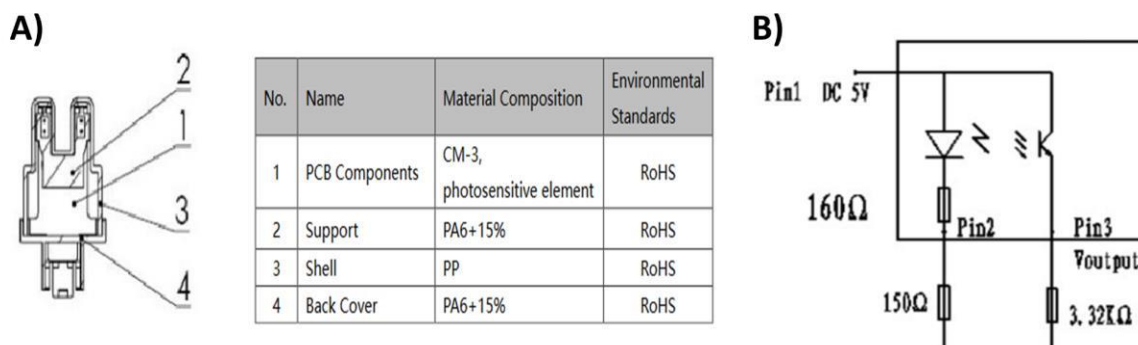 A)
2
1
3
4
No. Name Material Composition Environmental Standards
1 PCB Components CM-3, photosensitive element RoHS
2 Support PA6+15% RoHS
3 Shell PP RoHS
4 Back Cover PA6+15% RoHS
B)
Pin1 DC 5V
160Ω
Pin2
Pin3
Voutput
150Ω
3.32KΩ